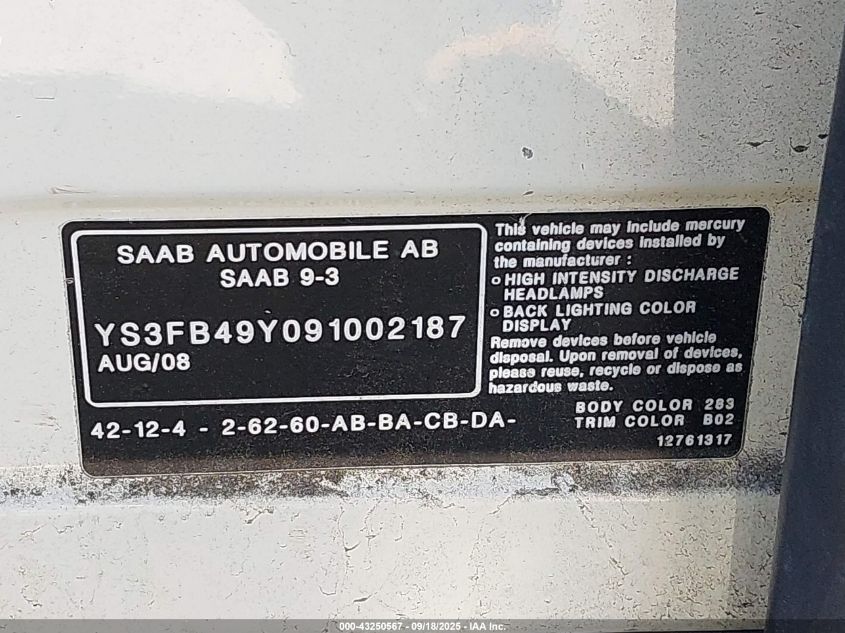 SAAB AUTOMOBILE AB
SAAB 9-3
YS3FB49Y091002187
AUG/08
42-12-4 - 2-62-60-AB-BA-CB-DA-
This vehicle may include mercury
containing devices installed by
the manufacturer :
o HIGH INTENSITY DISCHARGE
HEADLAMPS
o BACK LIGHTING COLOR
DISPLAY
Remove devices before vehicle
disposal. Upon removal of devices,
please reuse, recycle or dispose as
hazardous waste.
BODY COLOR 283
TRIM COLOR B02
12761317
000-43250567 - 09/18/2025 - IAA Inc.